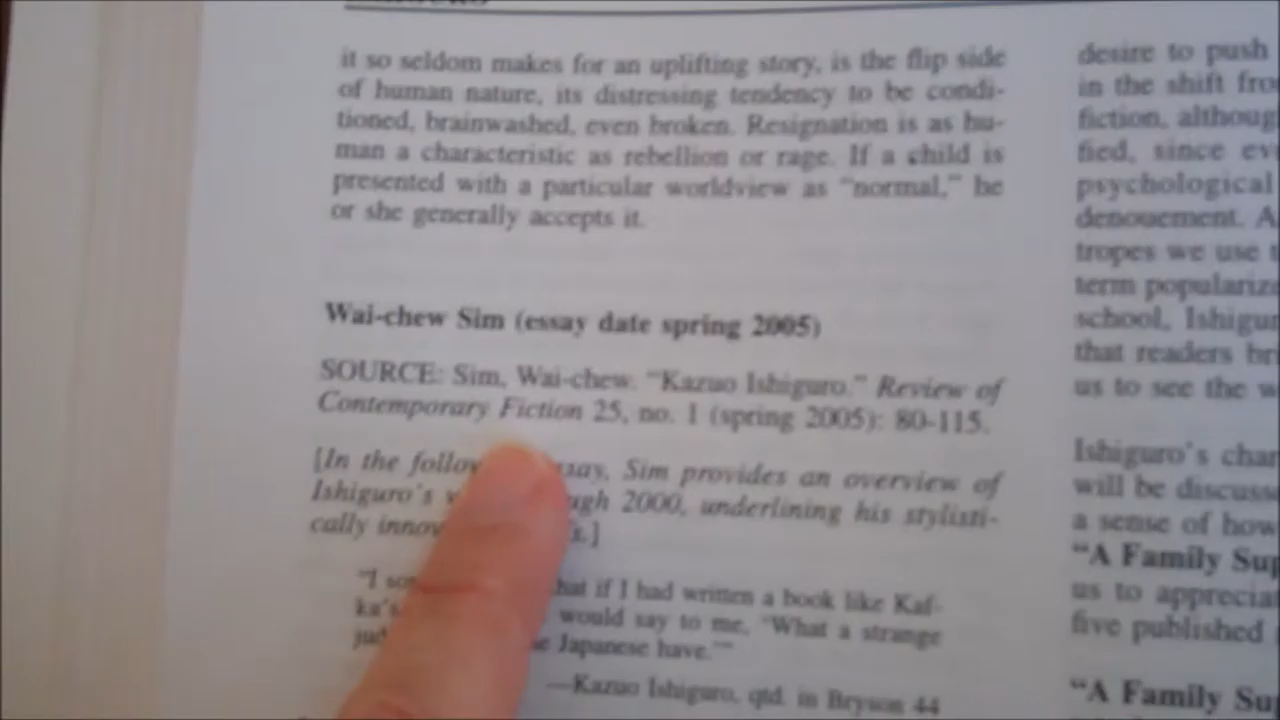 it so seldom makes for an uplifting story, is the flip side
of human nature, its distressing tendency to be condi-
tioned, brainwashed, even broken. Resignation is as hu-
man a characteristic as rebellion or rage. If a child is
presented with a particular worldview as "normal," he
or she generally accepts it.
Wai-chew Sim (essay date spring 2005)
SOURCE: Sim, Wai-chew. "Kazuo Ishiguro." Review of
Contemporary Fiction 25, no. 1 (spring 2005): 80-115.
[In the follow say, Sim provides an overview of
Ishiguro's ugh 2000, underlining his stylisti-
cally innov s.]
"I so hat if I had written a book like Kaf-
ka's would say to me, 'What a strange
jud e Japanese have.'"
—Kazuo Ishiguro, qtd. in Bryson 44
desire to push
in the shift fro
fiction, althoug
fied, since ev
psychological
denouement. A
tropes we use t
term populariz
school, Ishigur
that readers bri
us to see the w
Ishiguro's char
will be discuss
a sense of how
"A Family Sup
us to apprecia
five published
"A Family Su